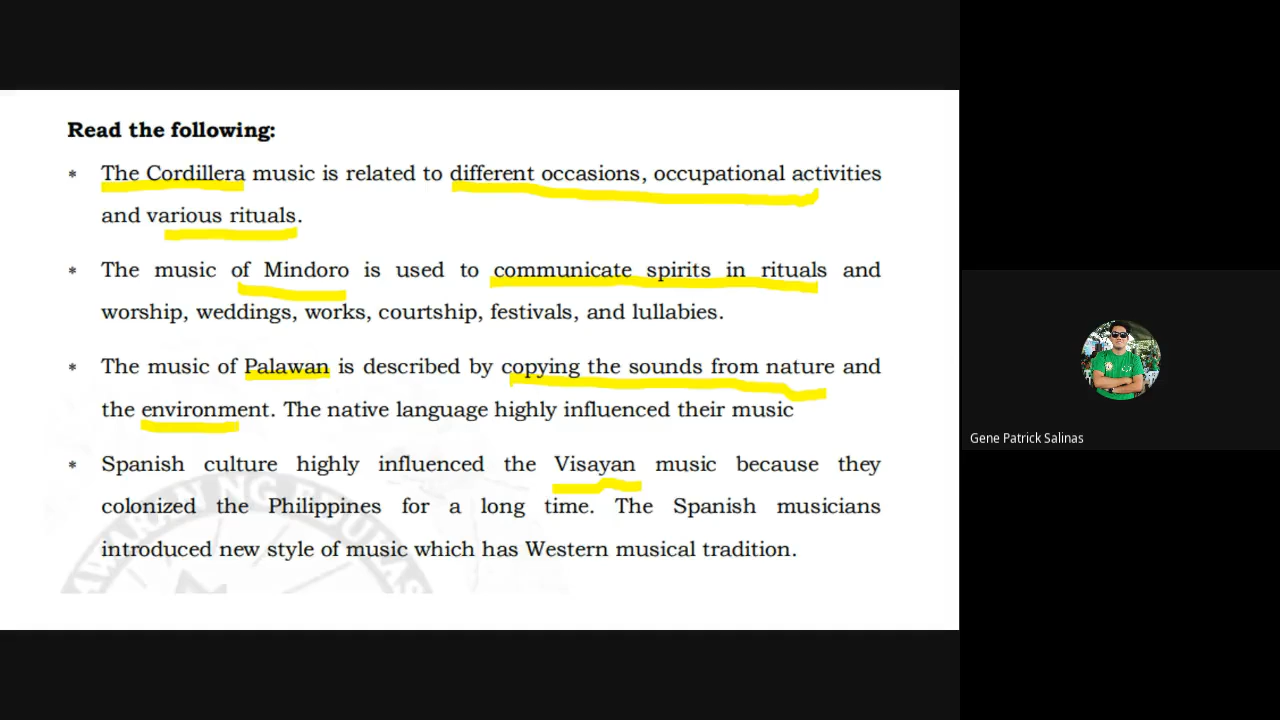 Read the following:
* The Cordillera music is related to different occasions, occupational activities
and various rituals.
* The music of Mindoro is used to communicate spirits in rituals and
worship, weddings, works, courtship, festivals, and lullabies.
* The music of Palawan is described by copying the sounds from nature and
the environment. The native language highly influenced their music
* Spanish culture highly influenced the Visayan music because they
colonized the Philippines for a long time. The Spanish musicians
introduced new style of music which has Western musical tradition.
Gene Patrick Salinas